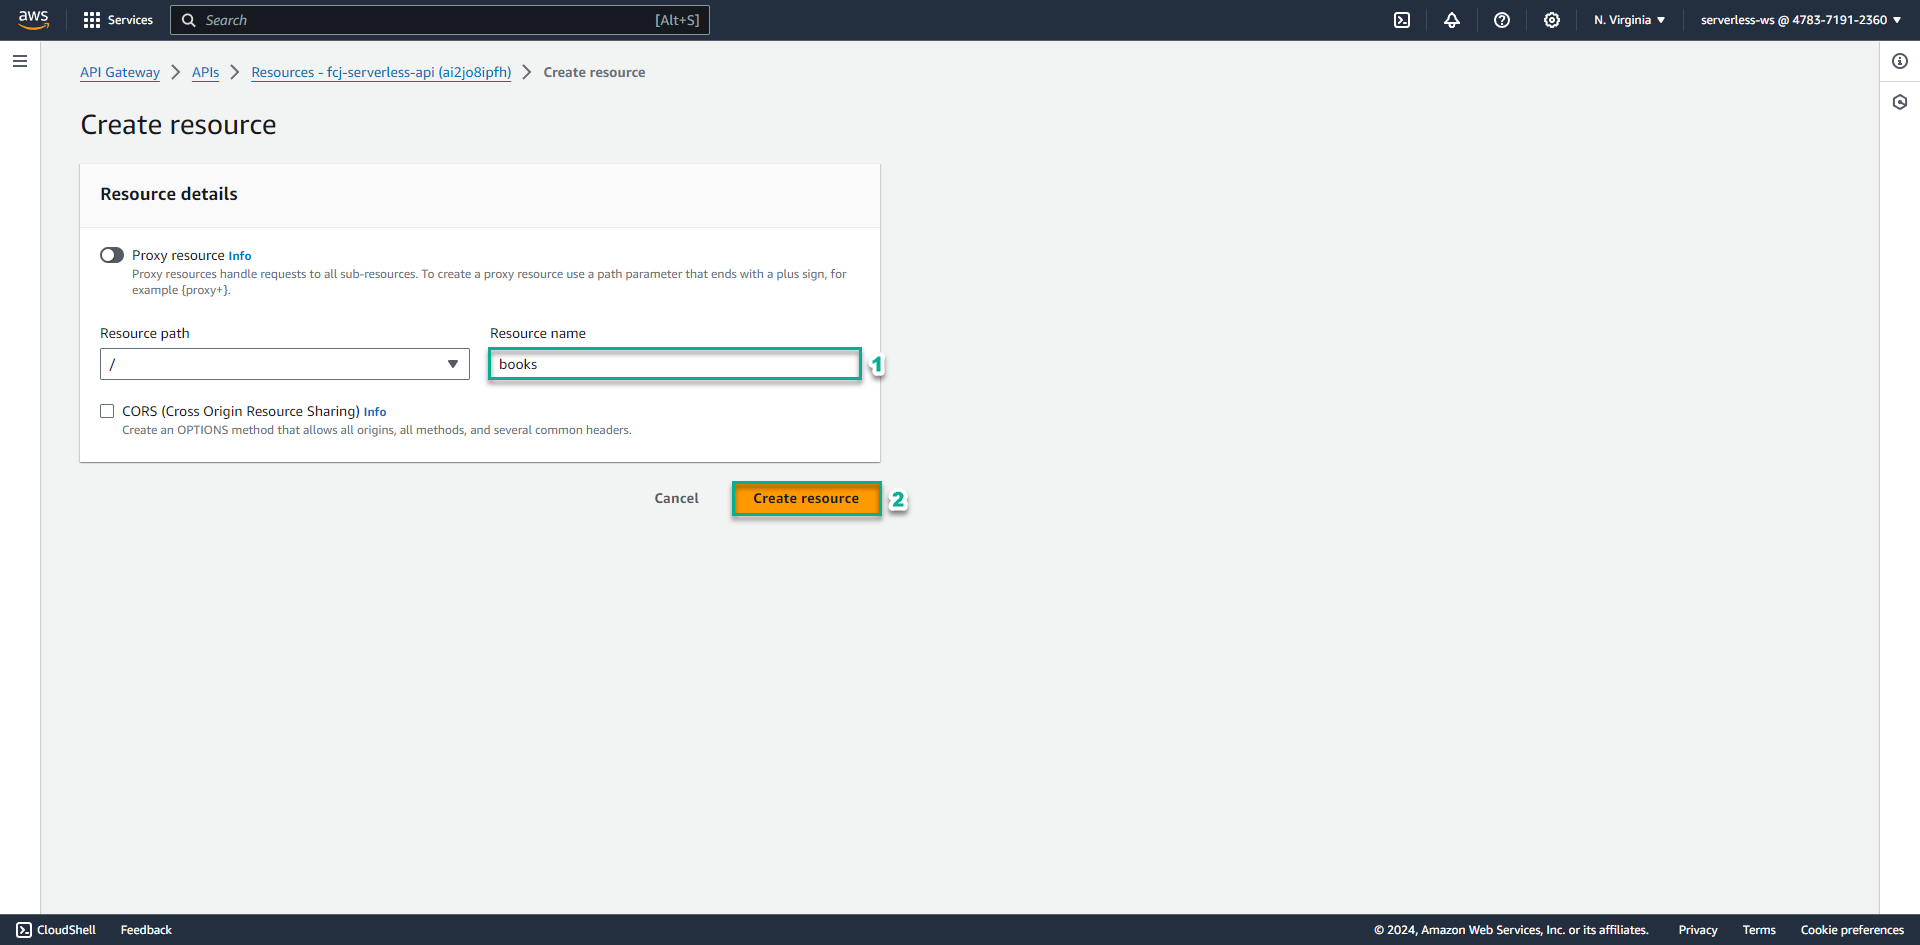 aws Services Search [Alt+S] N. Virginia serverless-ws @ 4783-7191-2360
API Gateway APIs Resources - fcj-serverless-api (ai2jo8ipfh) Create resource
Create resource
Resource details
Proxy resource Info
Proxy resources handle requests to all sub-resources. To create a proxy resource use a path parameter that ends with a plus sign, for
example {proxy+}.
Resource path Resource name
/ books 1
CORS (Cross Origin Resource Sharing) Info
Create an OPTIONS method that allows all origins, all methods, and several common headers.
Cancel Create resource 2
CloudShell Feedback © 2024, Amazon Web Services, Inc. or its affiliates. Privacy Terms Cookie preferences